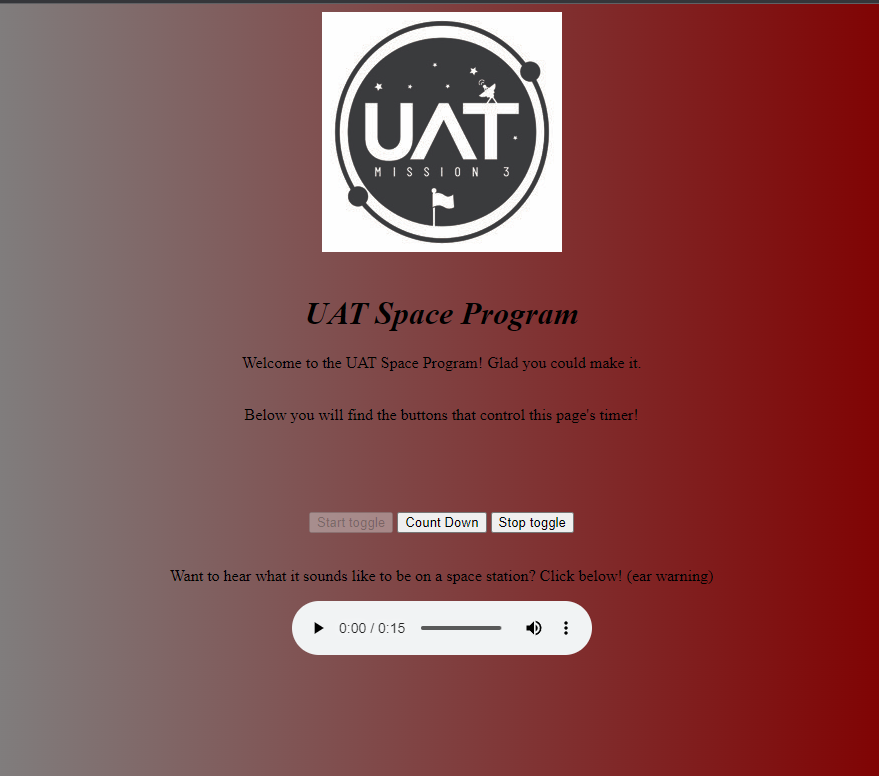 UAT
MISSION 3
UAT Space Program
Welcome to the UAT Space Program! Glad you could make it.
Below you will find the buttons that control this page's timer!
Start toggle Count Down Stop toggle
Want to hear what it sounds like to be on a space station? Click below! (ear warning)
0:00 / 0:15